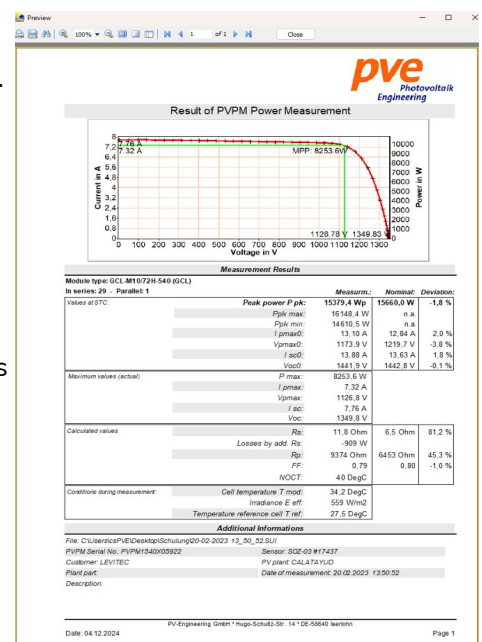 Preview
100%
1 of 1
Close
pve
Photovoltaik
Engineering
Result of PVPM Power Measurement
Current in A
8
7,2
6,4
5,6
4,8
4
3,2
2,4
1,6
0,8
0
7.76 A
7.32 A
MPP: 8253.6W
1126.78 V 1349.83 V
10000
9000
8000
7000
6000
5000
4000
3000
2000
1000
0
Power in W
0 100 200 300 400 500 600 700 800 900 1000 1100 1200 1300
Voltage in V
Measurement Results
Module type: GCL-M10/72H-540 (GCL)
In series: 29 - Parallel: 1 Measurm.: Nominal: Deviation:
Values at STC: Peak power P pk: 15379,4 Wp 15660,0 W -1,8 %
Ppk max: 16148,4 W n.a.
Ppk min: 14610,5 W n.a.
I pmax0: 13,10 A 12,84 A 2,0 %
Vpmax0: 1173,9 V 1219,7 V -3,8 %
I sc0: 13,88 A 13,63 A 1,8 %
Voc0: 1441,9 V 1442,8 V -0,1 %
Maximum values (actual) P max: 8253,6 W
I pmax: 7,32 A
Vpmax: 1126,8 V
I sc: 7,76 A
Voc: 1349,8 V
Calculated values Rs: 11,8 Ohm 6,5 Ohm 81,2 %
Losses by add. Rs: -909 W
Rp: 9374 Ohm 6453 Ohm 45,3 %
FF: 0,79 0,80 -1,0 %
NOCT: 40 DegC
Conditions during measurement: Cell temperature T mod: 34,2 DegC
Irradiance E eff: 559 W/m2
Temperature reference cell T ref: 27,5 DegC
Additional Informations
File: C:\Users\csPVE\Desktop\Schulung\20-02-2023 13_50_52.SUI
PVPM Serial No.: PVPM1540X05922 Sensor: SOZ-03 #17437
Customer: LEVITEC PV plant: CALATAYUD
Plant part: Date of measurement: 20.02.2023 13:50:52
Description:
PV-Engineering GmbH * Hugo-Schultz-Str. 14 * DE-58640 Iserlohn
Date: 04.12.2024 Page 1
s